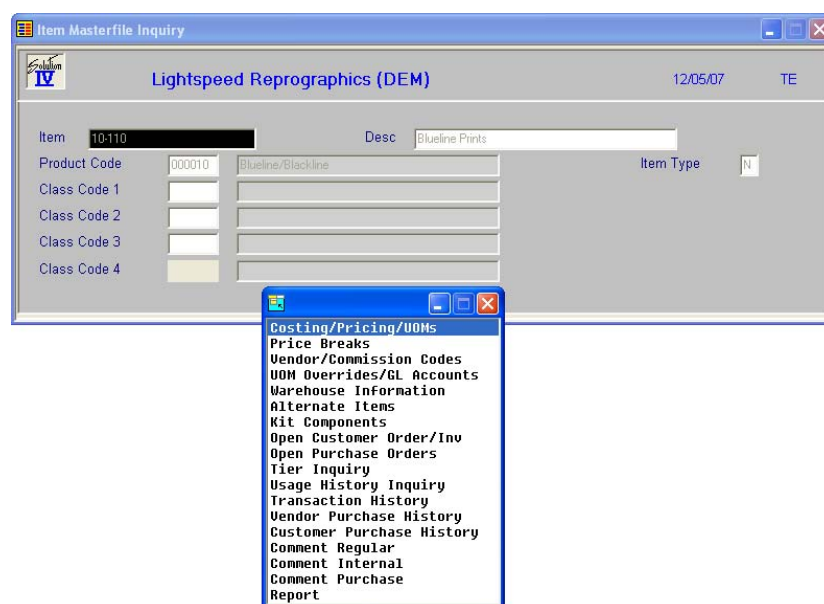 Item Masterfile Inquiry
Solution IV
Lightspeed Reprographics (DEM) 12/05/07 TE
Item 10-110 Desc Blueline Prints
Product Code 000010 Blueline/Blackline Item Type N
Class Code 1
Class Code 2
Class Code 3
Class Code 4
Costing/Pricing/UOMs
Price Breaks
Vendor/Commission Codes
UOM Overrides/GL Accounts
Warehouse Information
Alternate Items
Kit Components
Open Customer Order/Inv
Open Purchase Orders
Tier Inquiry
Usage History Inquiry
Transaction History
Vendor Purchase History
Customer Purchase History
Comment Regular
Comment Internal
Comment Purchase
Report